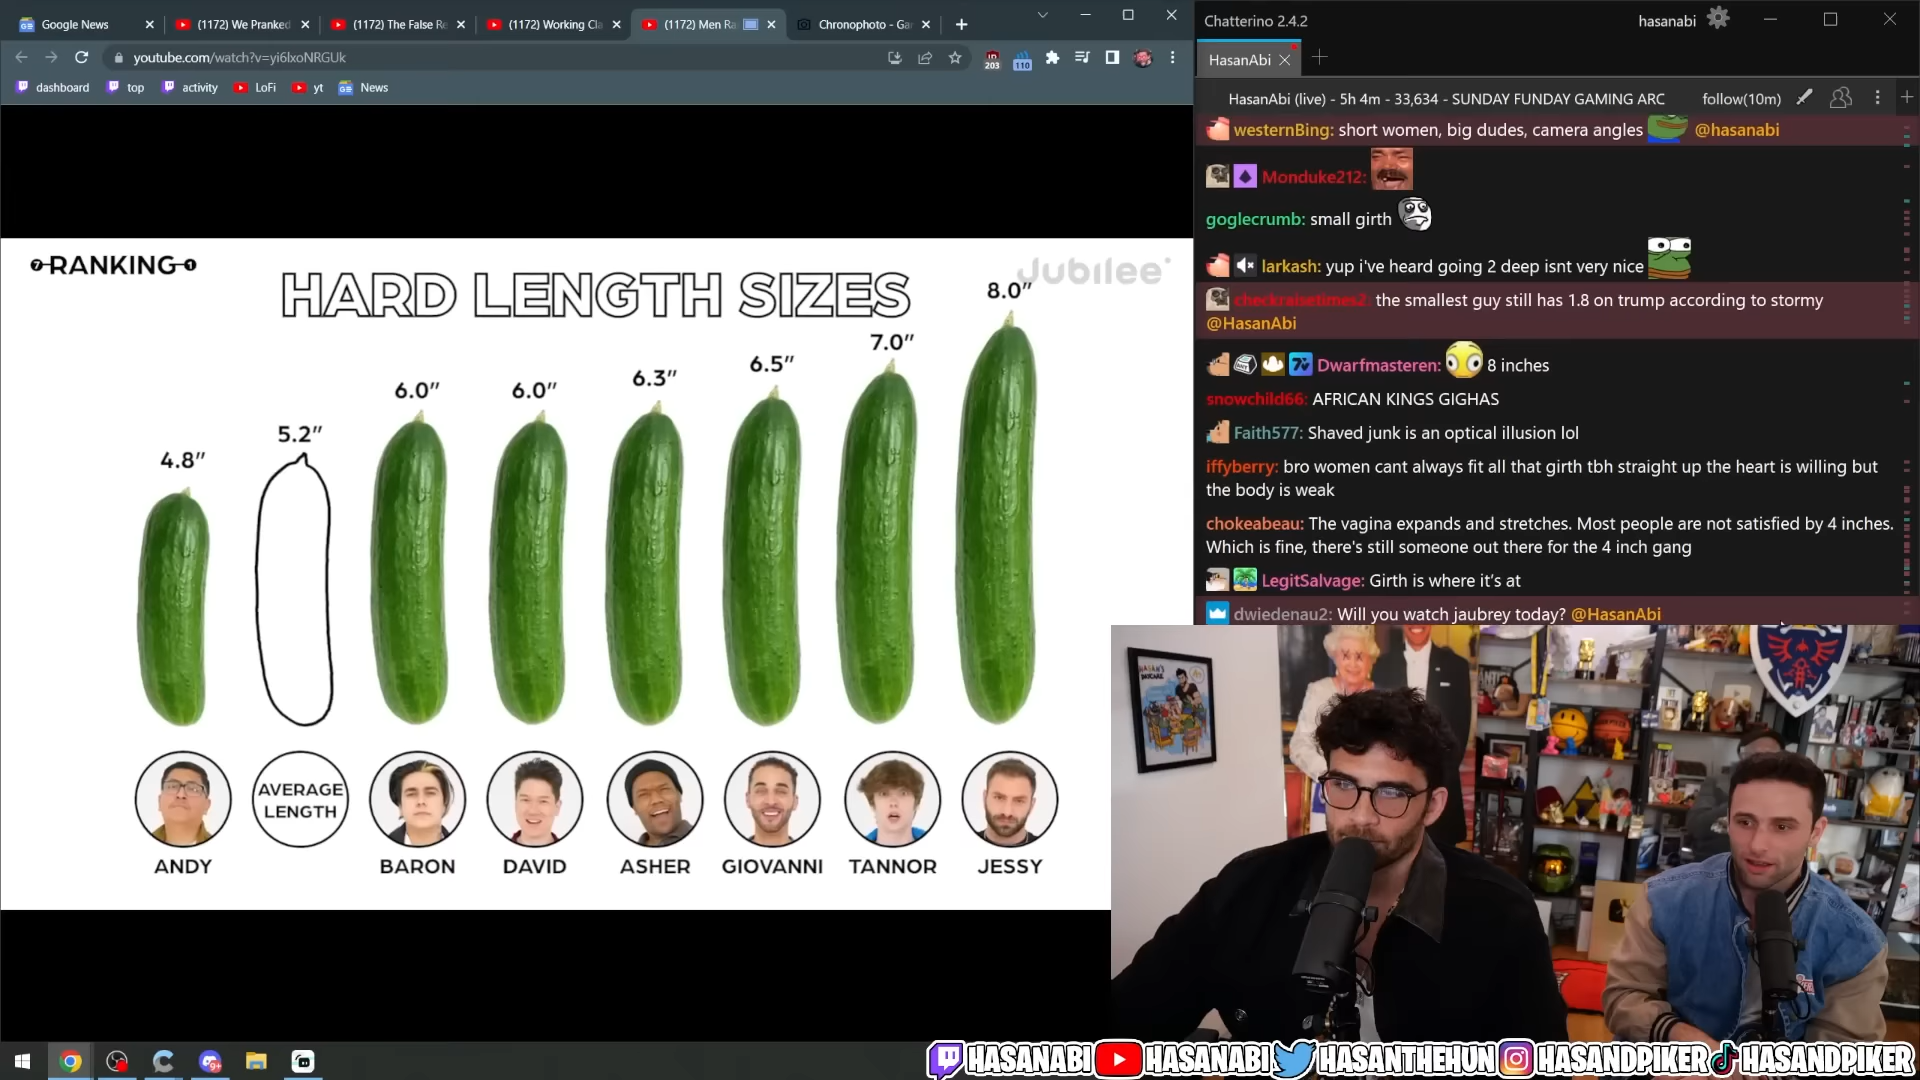 Google News
(1172) We Pranked
(1172) The False Re
(1172) Working Cla
(1172) Men Ra
Chronophoto - Ga
youtube.com/watch?v=yi6lxoNRGUk
203
110
dashboard
top
activity
LoFi
yt
News
RANKING
HARD LENGTH SIZES
Jubilee
4.8"
5.2"
6.0"
6.0"
6.3"
6.5"
7.0"
8.0"
AVERAGE
LENGTH
ANDY
BARON
DAVID
ASHER
GIOVANNI
TANNOR
JESSY
Chatterino 2.4.2
hasanabi
HasanAbi
HasanAbi (live) - 5h 4m - 33,634 - SUNDAY FUNDAY GAMING ARC
follow(10m)
westernBing: short women, big dudes, camera angles @hasanabi
Monduke212:
goglecrumb: small girth
larkash: yup i've heard going 2 deep isnt very nice
checkraisetimes2: the smallest guy still has 1.8 on trump according to stormy
@HasanAbi
Dwarfmasteren: 8 inches
snowchild66: AFRICAN KINGS GIGHAS
Faith577: Shaved junk is an optical illusion lol
iffyberry: bro women cant always fit all that girth tbh straight up the heart is willing but
the body is weak
chokeabeau: The vagina expands and stretches. Most people are not satisfied by 4 inches.
Which is fine, there's still someone out there for the 4 inch gang
LegitSalvage: Girth is where it's at
dwiedenau2: Will you watch jaubrey today? @HasanAbi
HASANABI
HASANABI
HASANTHEHUN
HASANDPIKER
HASANDPIKER